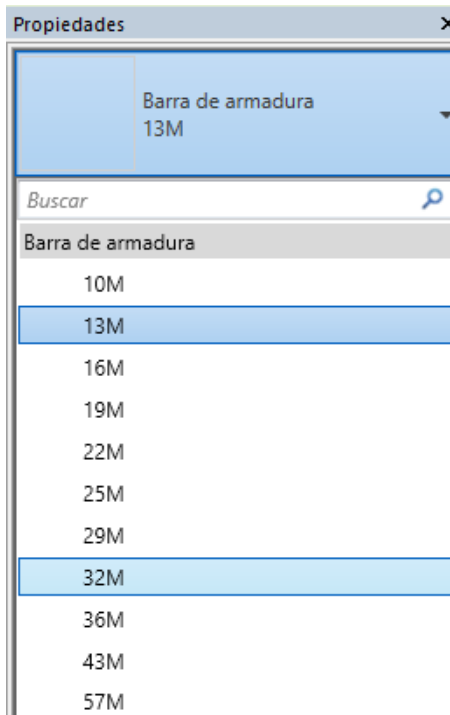 Propiedades
Barra de armadura
13M
Buscar
Barra de armadura
10M
13M
16M
19M
22M
25M
29M
32M
36M
43M
57M